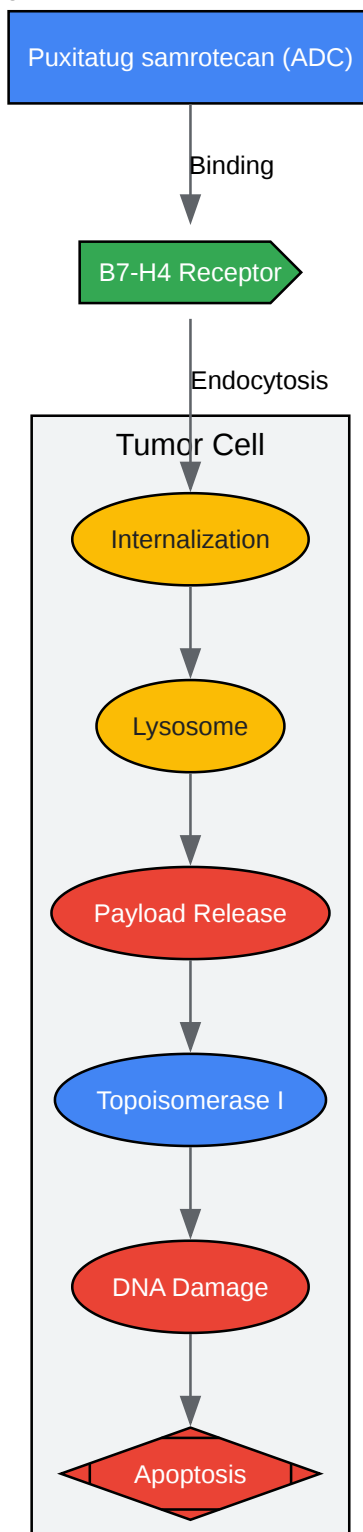 Puxitatug samrotecan (ADC)
Binding
B7-H4 Receptor
Endocytosis
Tumor Cell
Internalization
Lysosome
Payload Release
Topoisomerase I
DNA Damage
Apoptosis